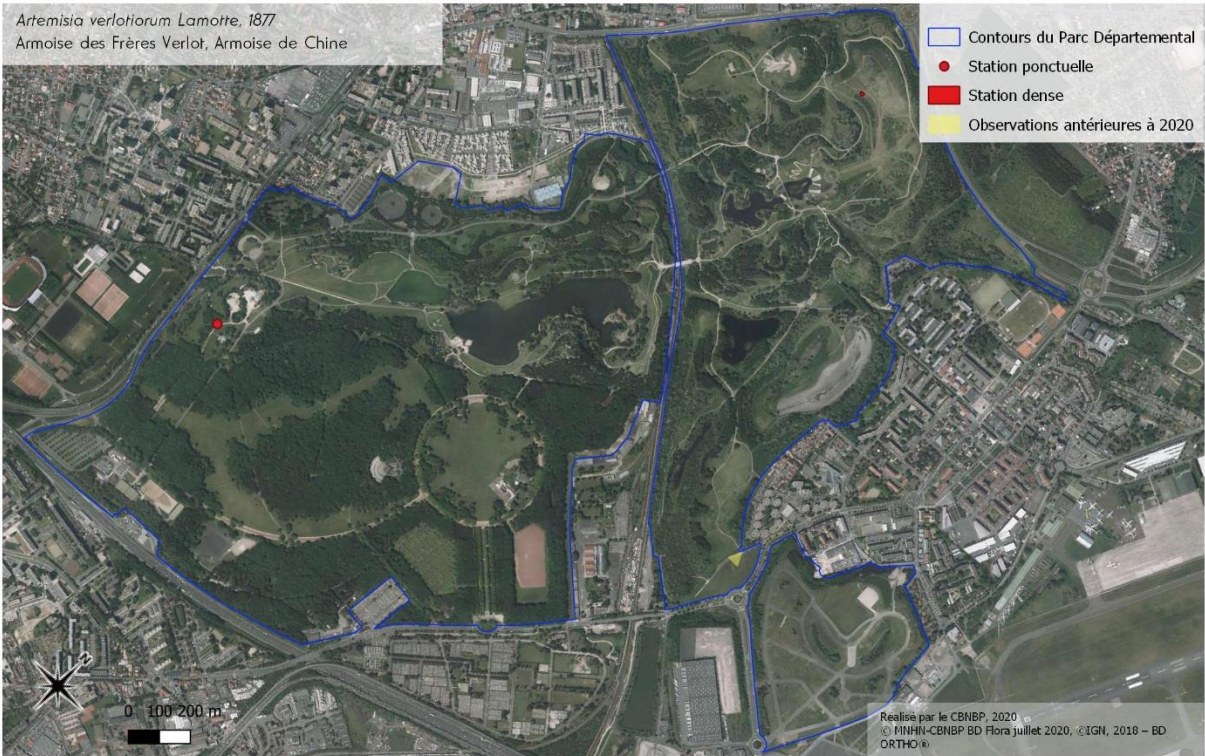 Artemisia verlotiorum Lamotte, 1877
Armoise des Frères Verlot, Armoise de Chine
Contours du Parc Départemental
Station ponctuelle
Station dense
Observations antérieures à 2020
N
0 100 200 m
Réalisé par le CBNBP, 2020
© MNHN-CBNBP BD Flora juillet 2020, ©IGN, 2018 – BD
ORTHO®